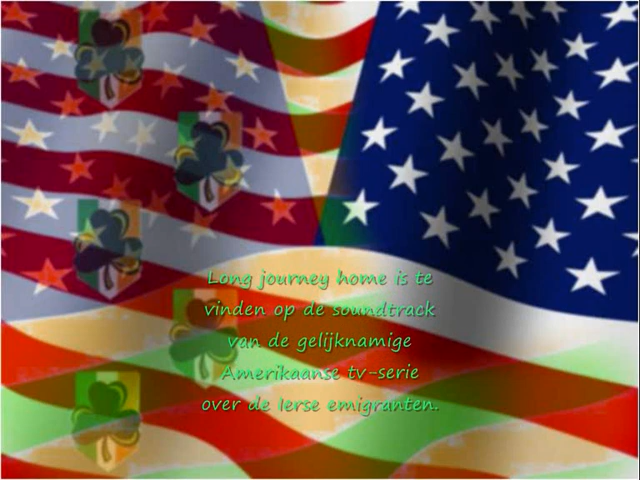 Long journey home is te
vinden op de soundtrack
van de gelijknamige
Amerikaanse tv-serie
over de Ierse emigranten.